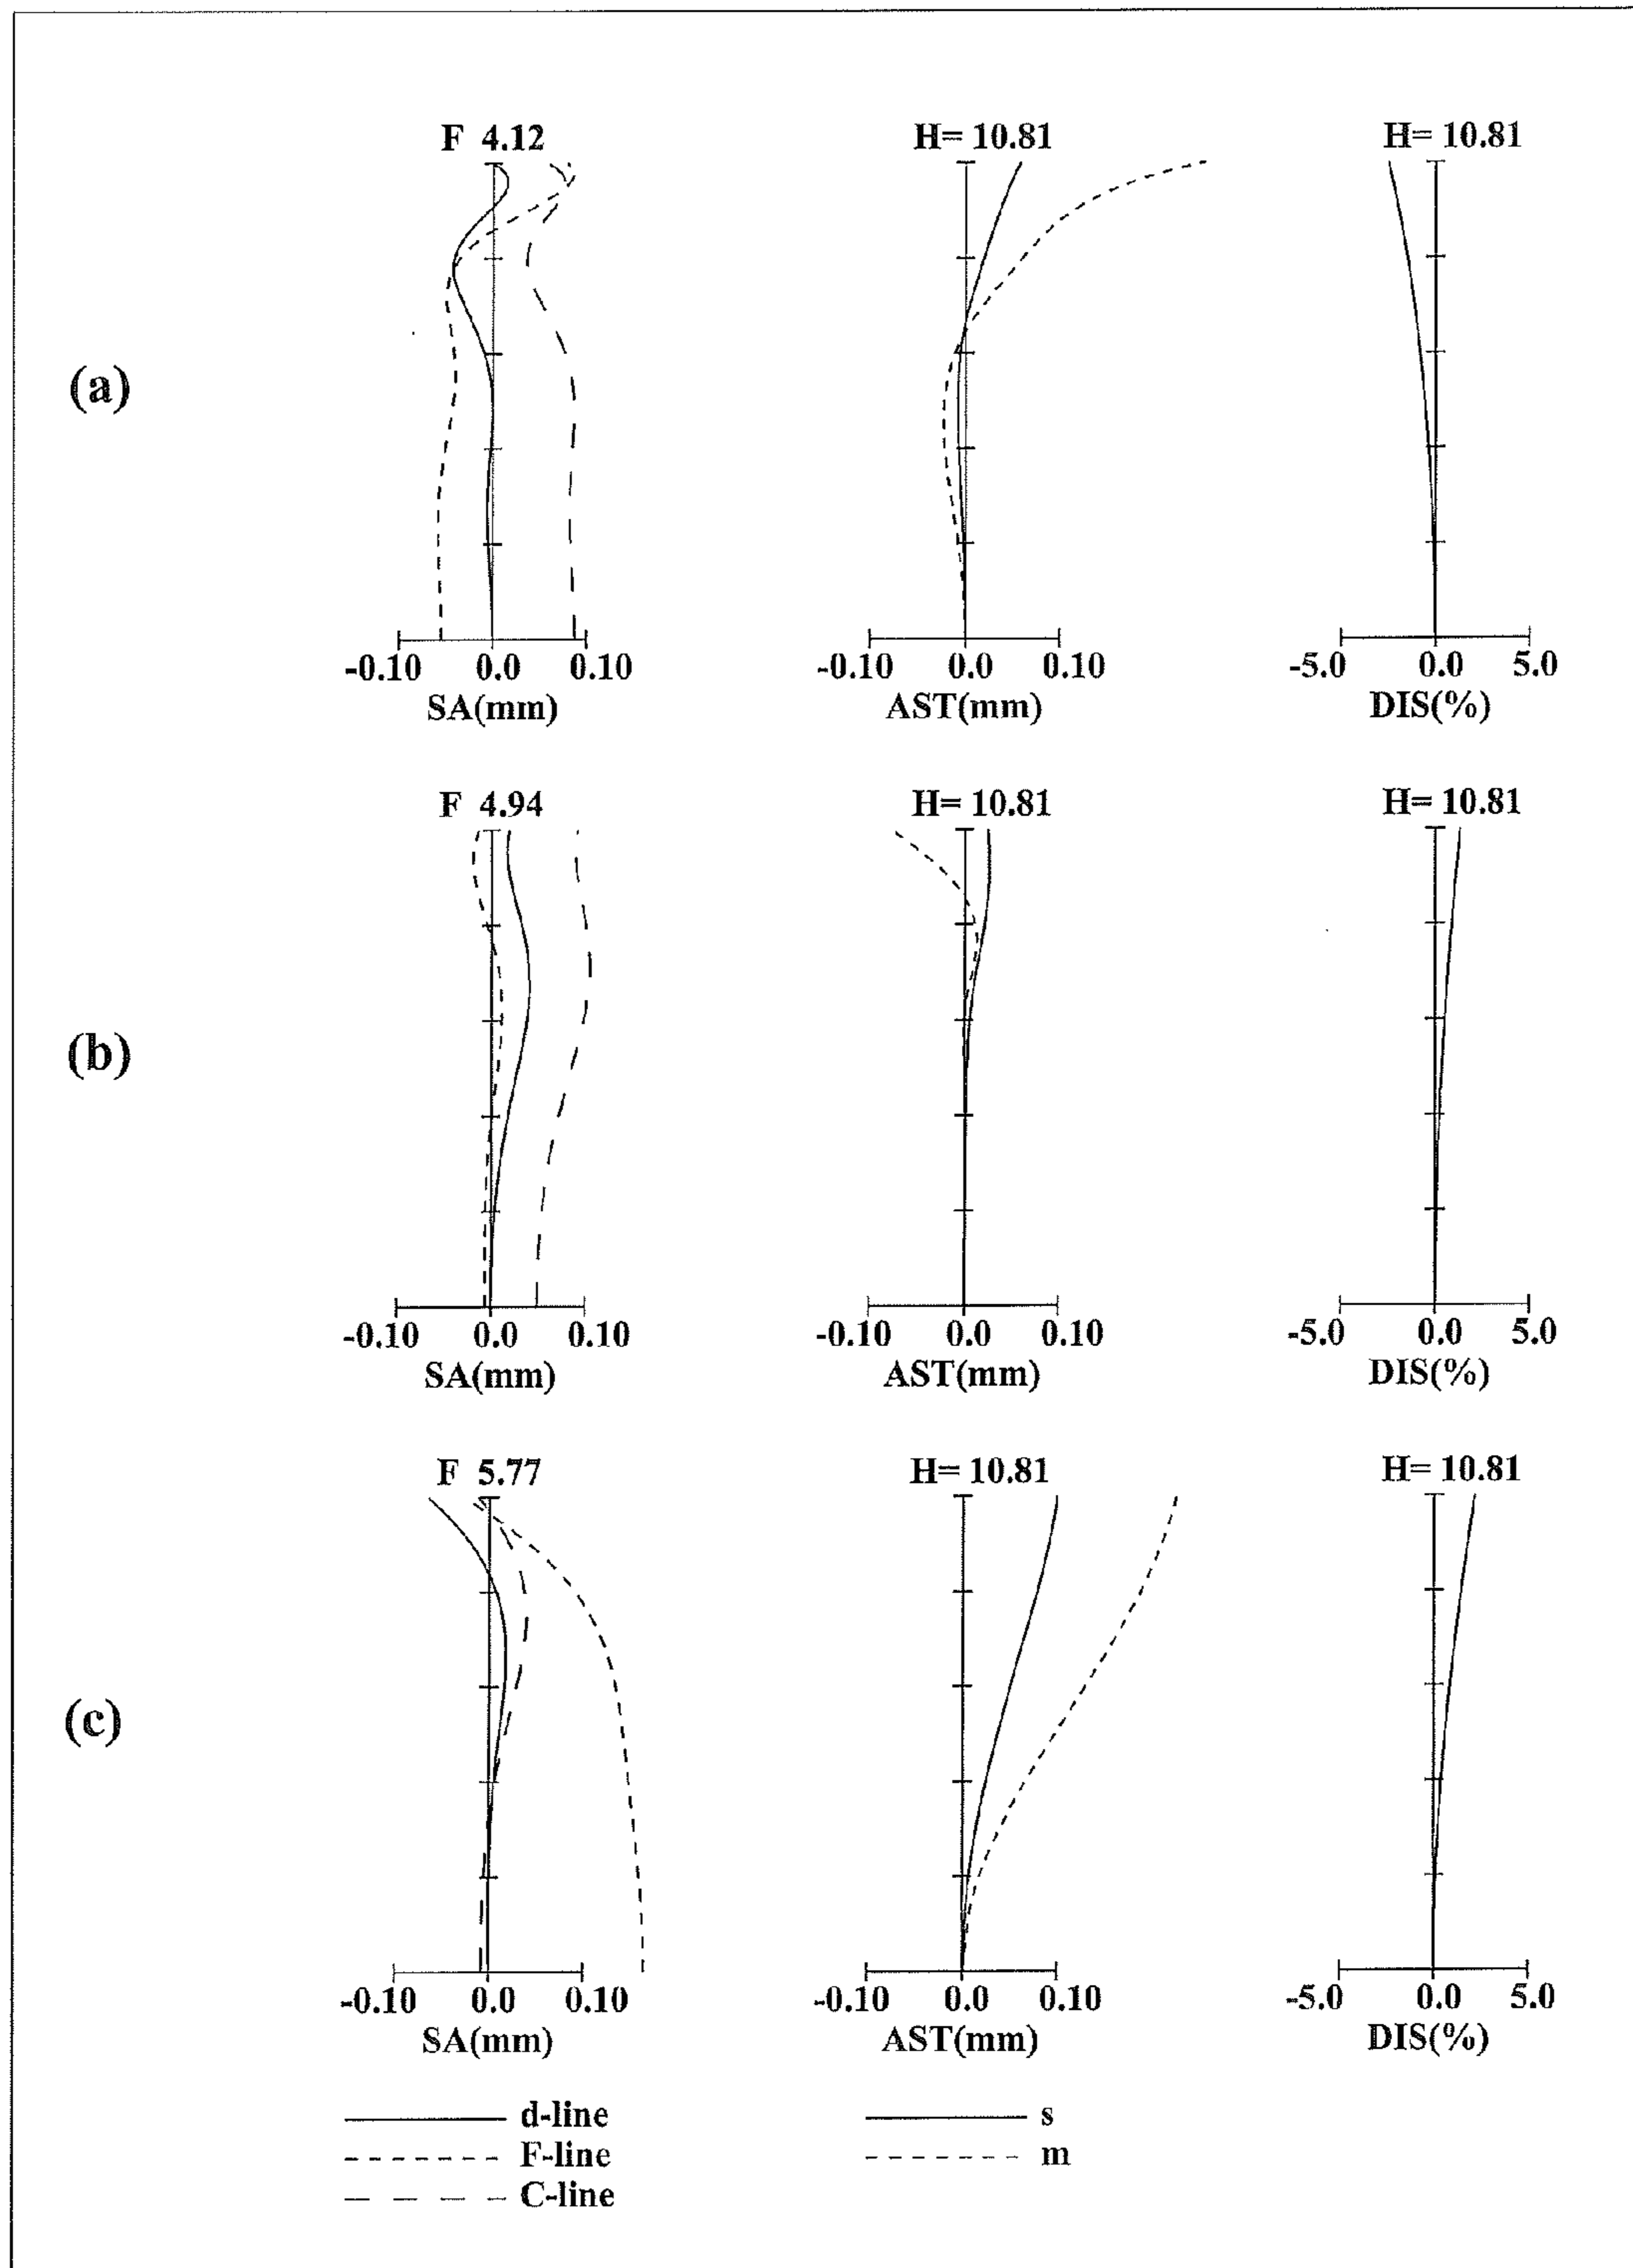 (a)
F 4.12
H= 10.81
H= 10.81
-0.10 0.0 0.10
SA(mm)
-0.10 0.0 0.10
AST(mm)
-5.0 0.0 5.0
DIS(%)
(b)
F 4.94
H= 10.81
H= 10.81
-0.10 0.0 0.10
SA(mm)
-0.10 0.0 0.10
AST(mm)
-5.0 0.0 5.0
DIS(%)
(c)
F 5.77
H= 10.81
H= 10.81
-0.10 0.0 0.10
SA(mm)
-0.10 0.0 0.10
AST(mm)
-5.0 0.0 5.0
DIS(%)
d-line
F-line
C-line
s
m